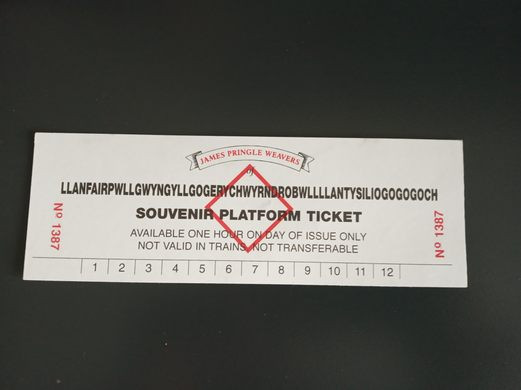 JAMES PRINGLE WEAVERS
of
LLANFAIRPWLLGWYNGYLLGOGERYCHWYRNDROBWLLLLANTYSILIOGOGOGOCH
SOUVENIR PLATFORM TICKET
AVAILABLE ONE HOUR ON DAY OF ISSUE ONLY
NOT VALID IN TRAINS. NOT TRANSFERABLE
Nº 1387
Nº 1387
1 2 3 4 5 6 7 8 9 10 11 12